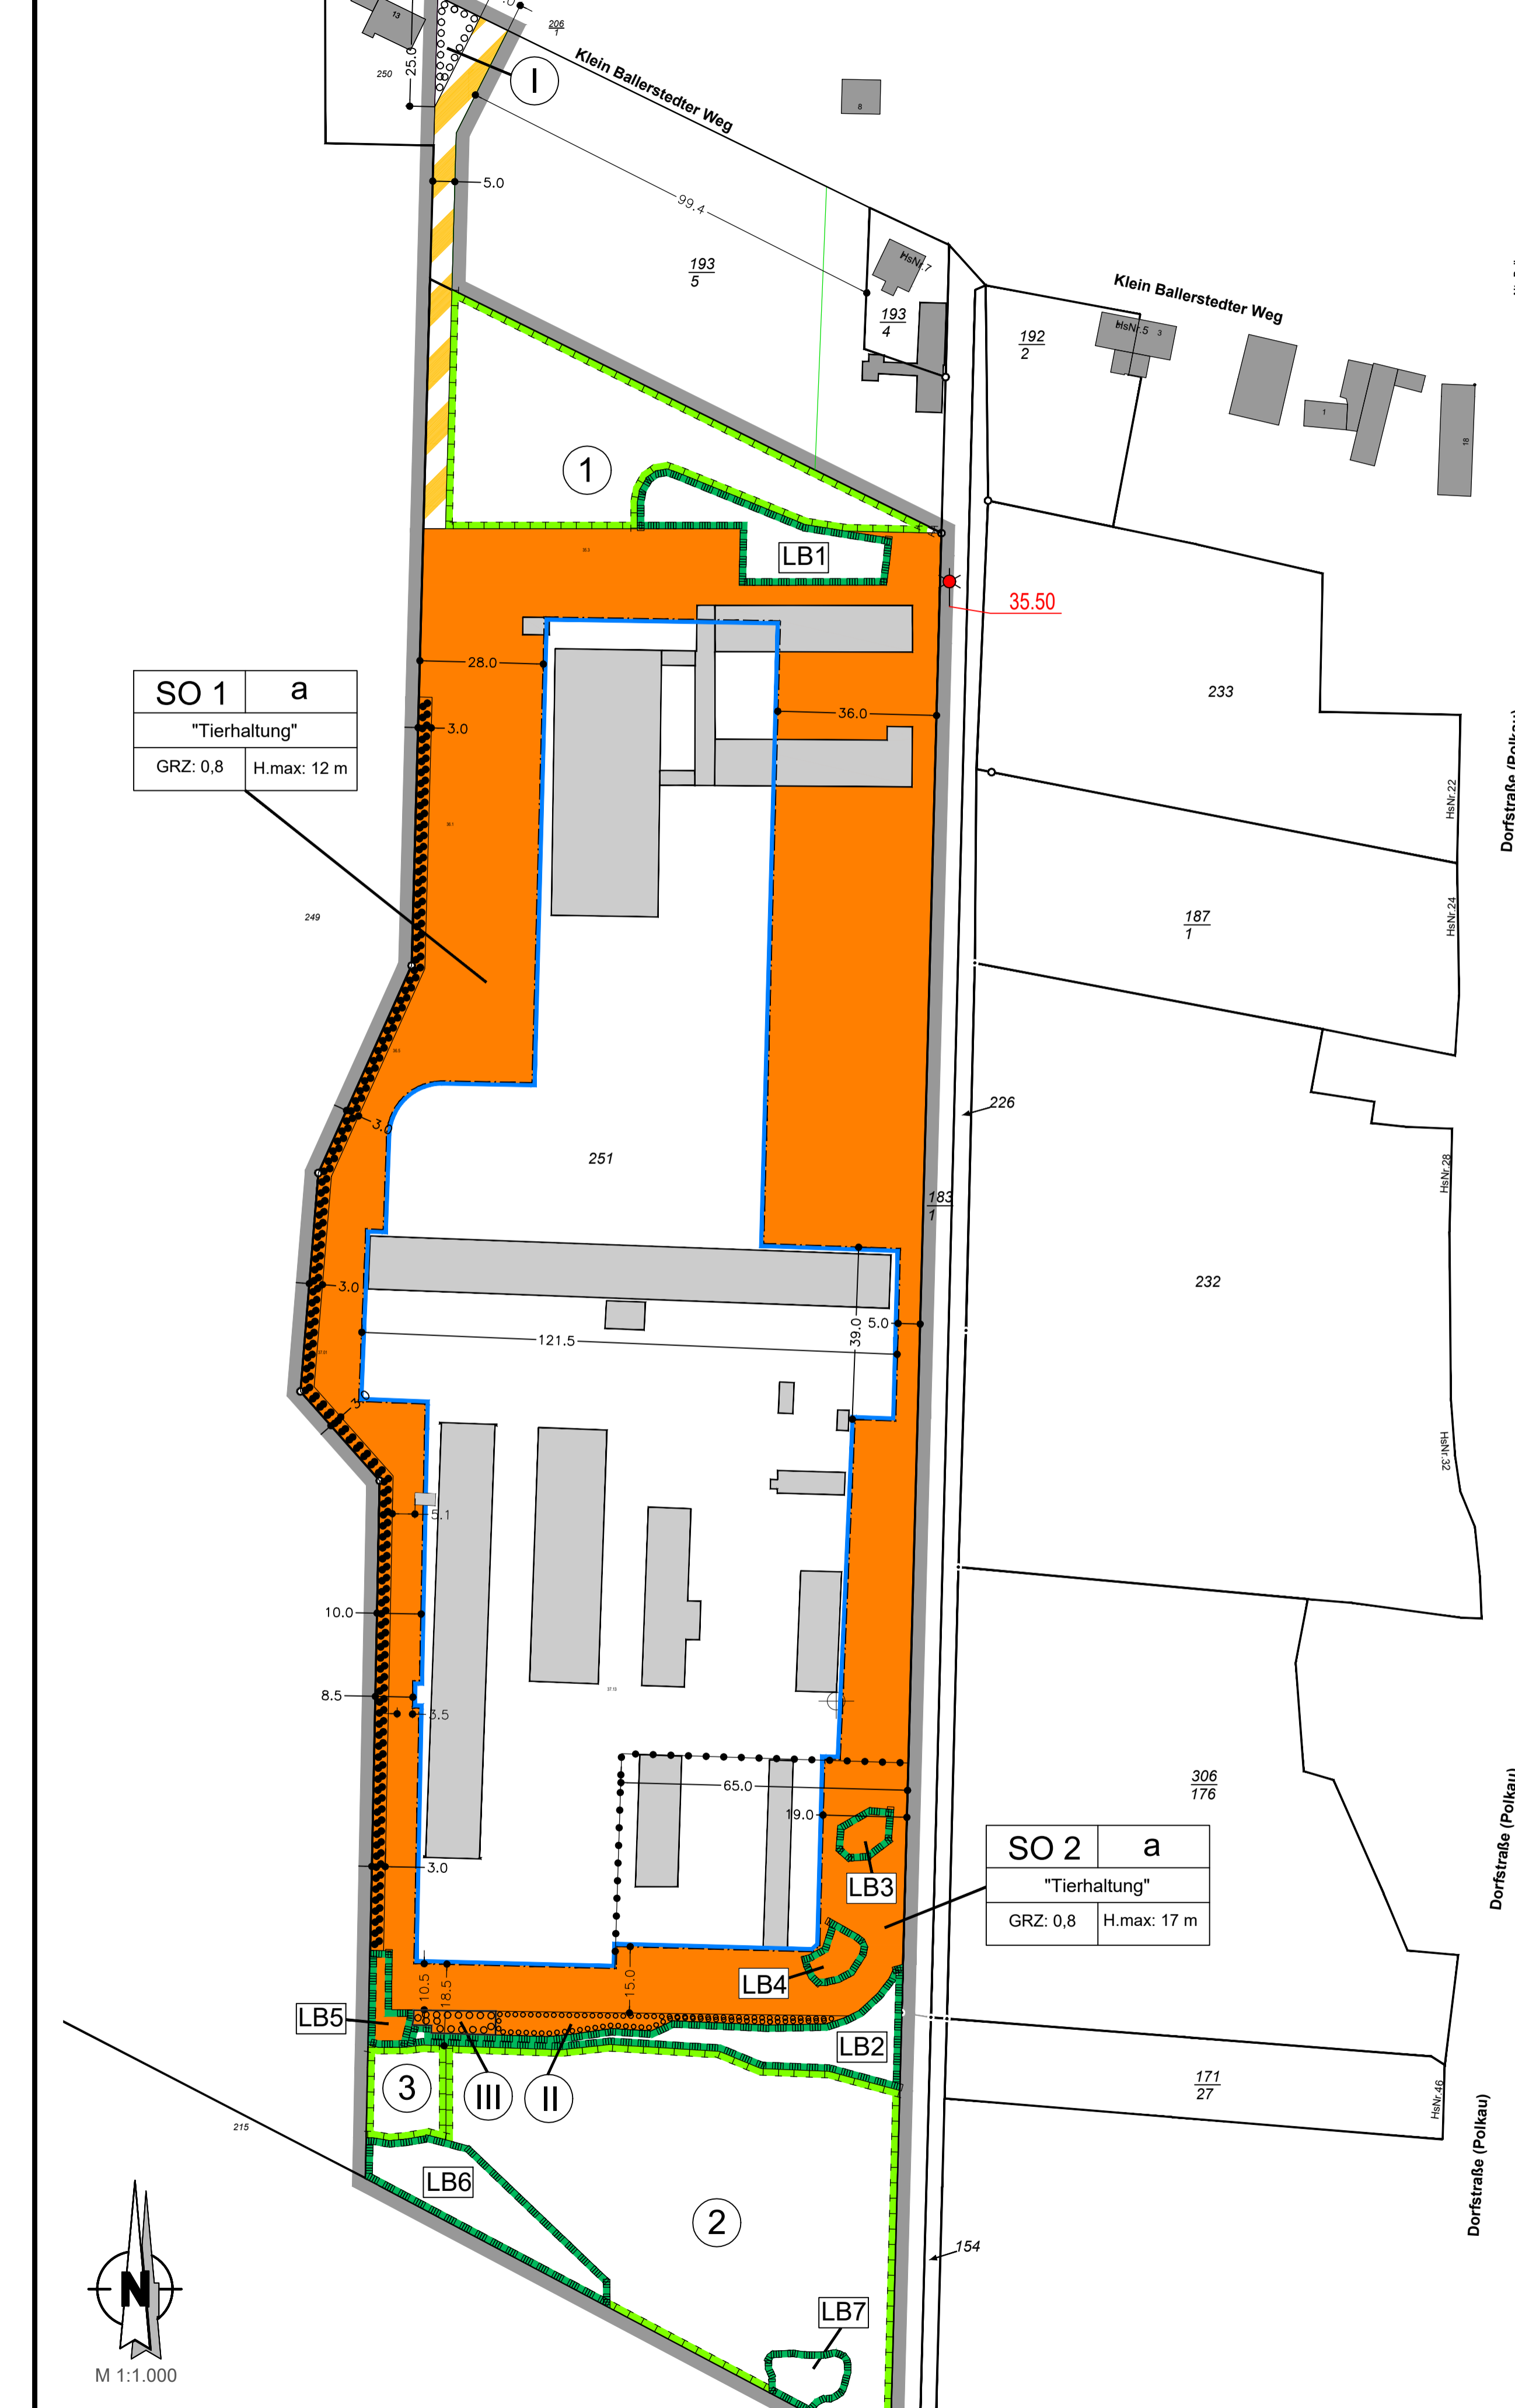 13
250
25.0
206
1
I
Klein Ballerstedter Weg
8
5.0
99.4
193
5
HsNr.7
193
4
192
2
Klein Ballerstedter Weg
HsNr.5
3
1
18
1
LB1
35.50
28.0
36.0
3.0
SO 1
a
"Tierhaltung"
GRZ: 0,8
H.max: 12 m
233
HsNr.22
Dorfstraße (Polkau)
249
187
1
HsNr.24
3.0
226
251
183
1
HsNr.28
232
3.0
121.5
39.0
5.0
3.0
HsNr.32
5.1
10.0
8.5
3.5
65.0
19.0
306
176
Dorfstraße (Polkau)
3.0
LB3
SO 2
a
"Tierhaltung"
GRZ: 0,8
H.max: 17 m
10.5
18.5
15.0
LB4
LB5
LB2
3
III
II
171
27
HsNr.46
Dorfstraße (Polkau)
215
LB6
2
154
LB7
N
M 1:1.000